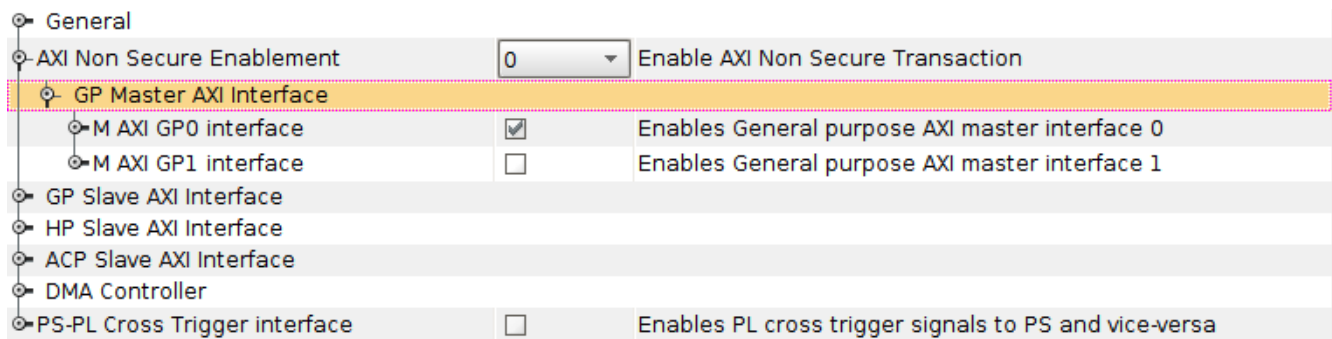 General
AXI Non Secure Enablement 0 Enable AXI Non Secure Transaction
GP Master AXI Interface
M AXI GP0 interface Enables General purpose AXI master interface 0
M AXI GP1 interface Enables General purpose AXI master interface 1
GP Slave AXI Interface
HP Slave AXI Interface
ACP Slave AXI Interface
DMA Controller
PS-PL Cross Trigger interface Enables PL cross trigger signals to PS and vice-versa